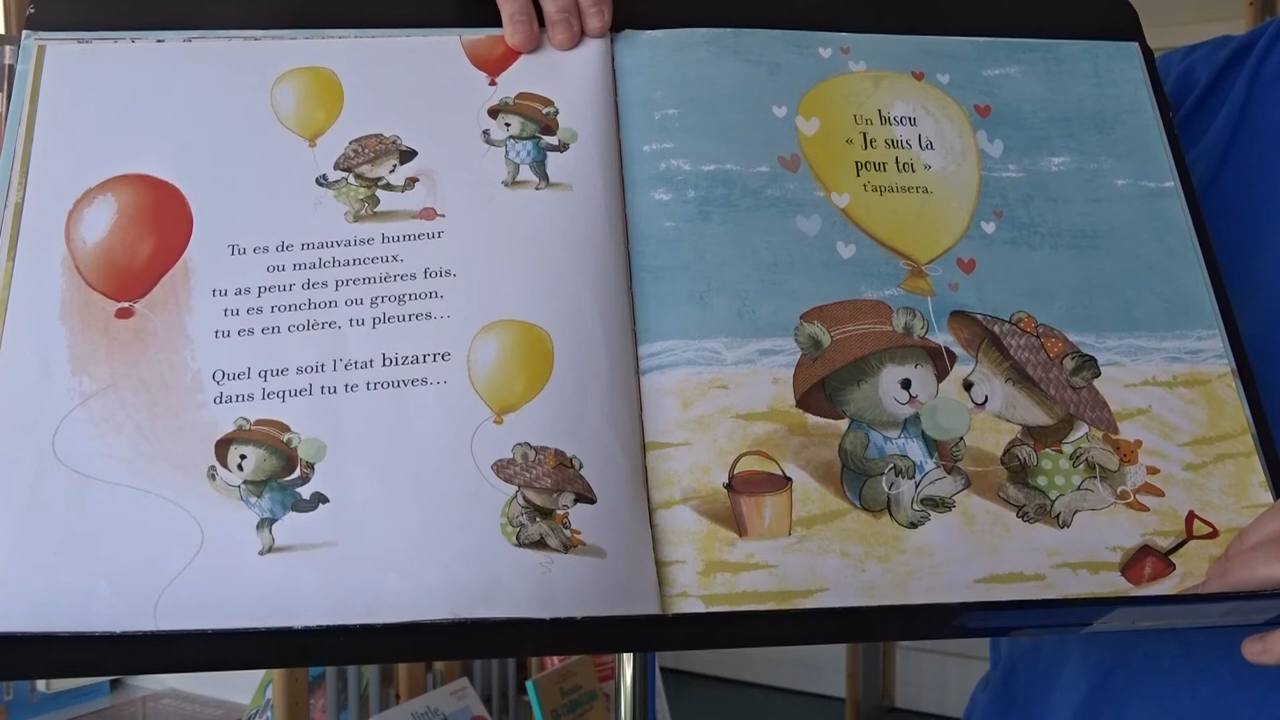 Tu es de mauvaise humeur
ou malchanceux,
tu as peur des premières fois,
tu es ronchon ou grognon,
tu es en colère, tu pleures...
Quel que soit l'état bizarre
dans lequel tu te trouves...
Un bisou
« Je suis là
pour toi »
t'apaisera.
little